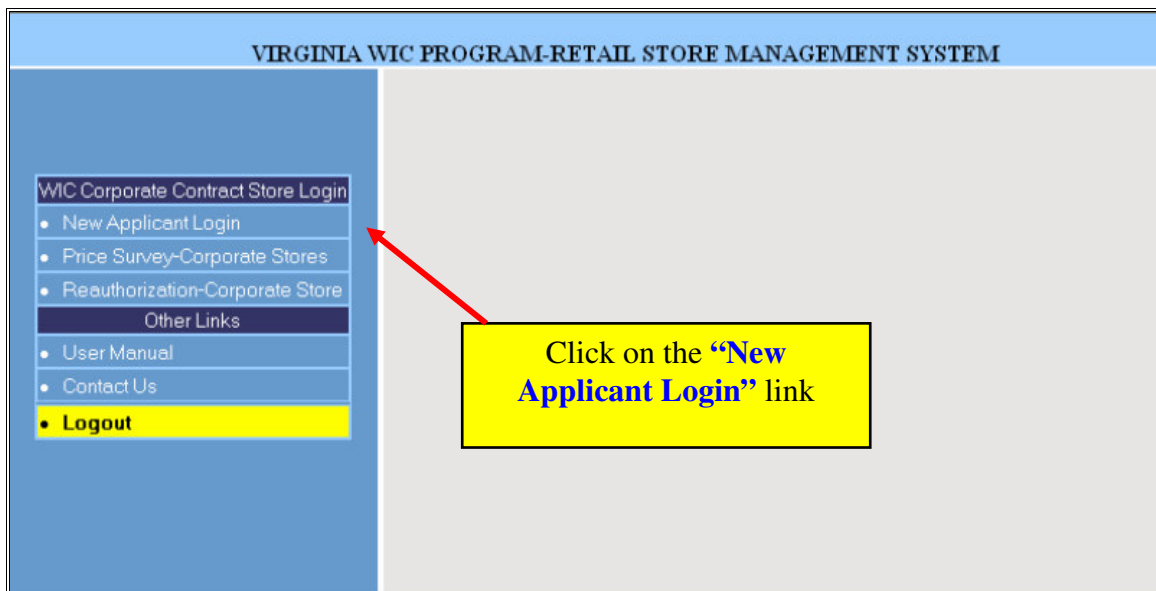 VIRGINIA WIC PROGRAM-RETAIL STORE MANAGEMENT SYSTEM
WIC Corporate Contract Store Login
• New Applicant Login
• Price Survey-Corporate Stores
• Reauthorization-Corporate Store
Other Links
• User Manual
• Contact Us
• Logout
Click on the “New
Applicant Login” link